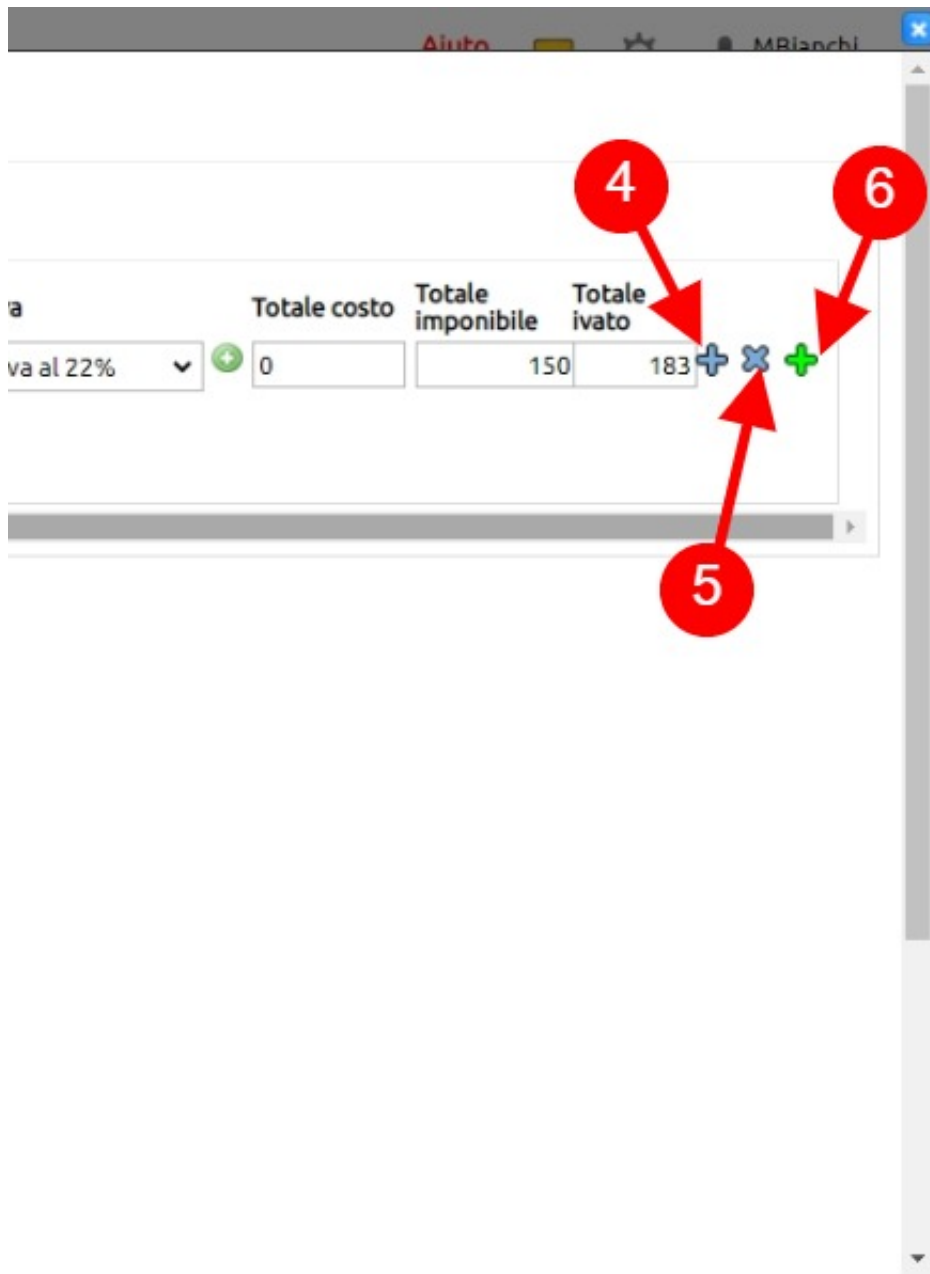 Aiuto MBianchi
4 6
a Totale costo Totale imponibile Totale ivato
va al 22% 0 150 183
5